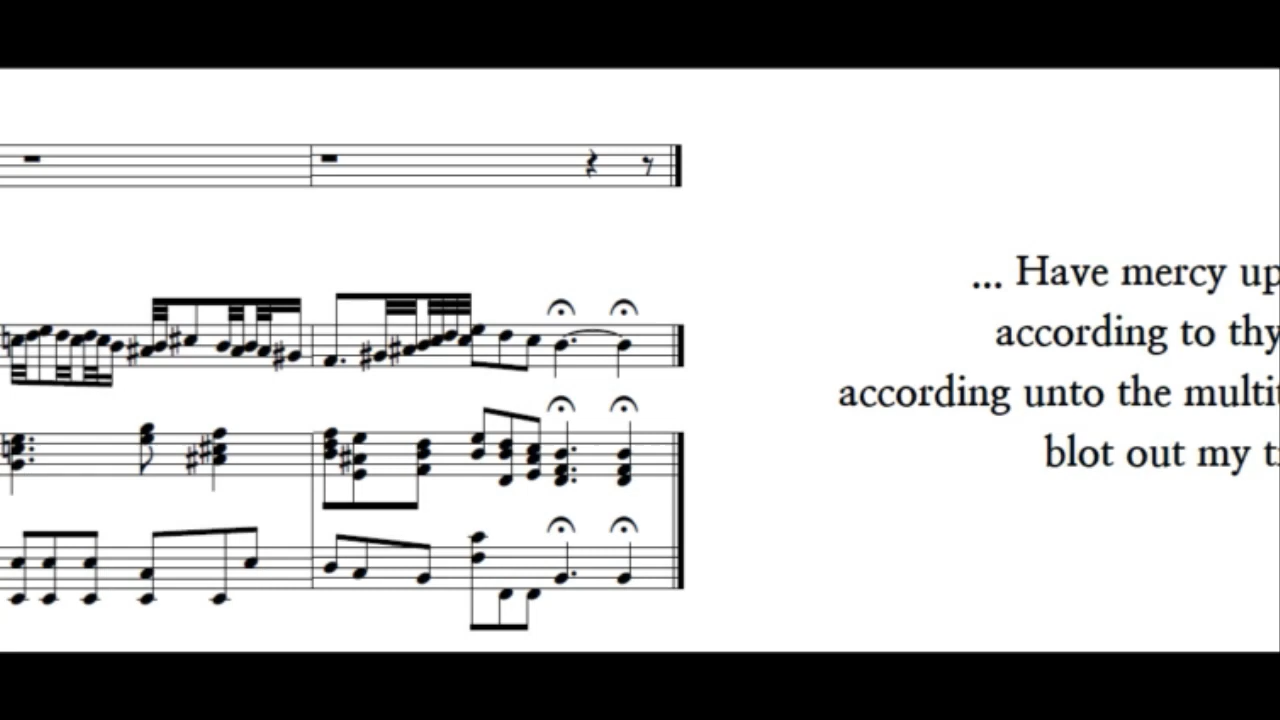 ... Have mercy up
according to thy
according unto the multit
blot out my t